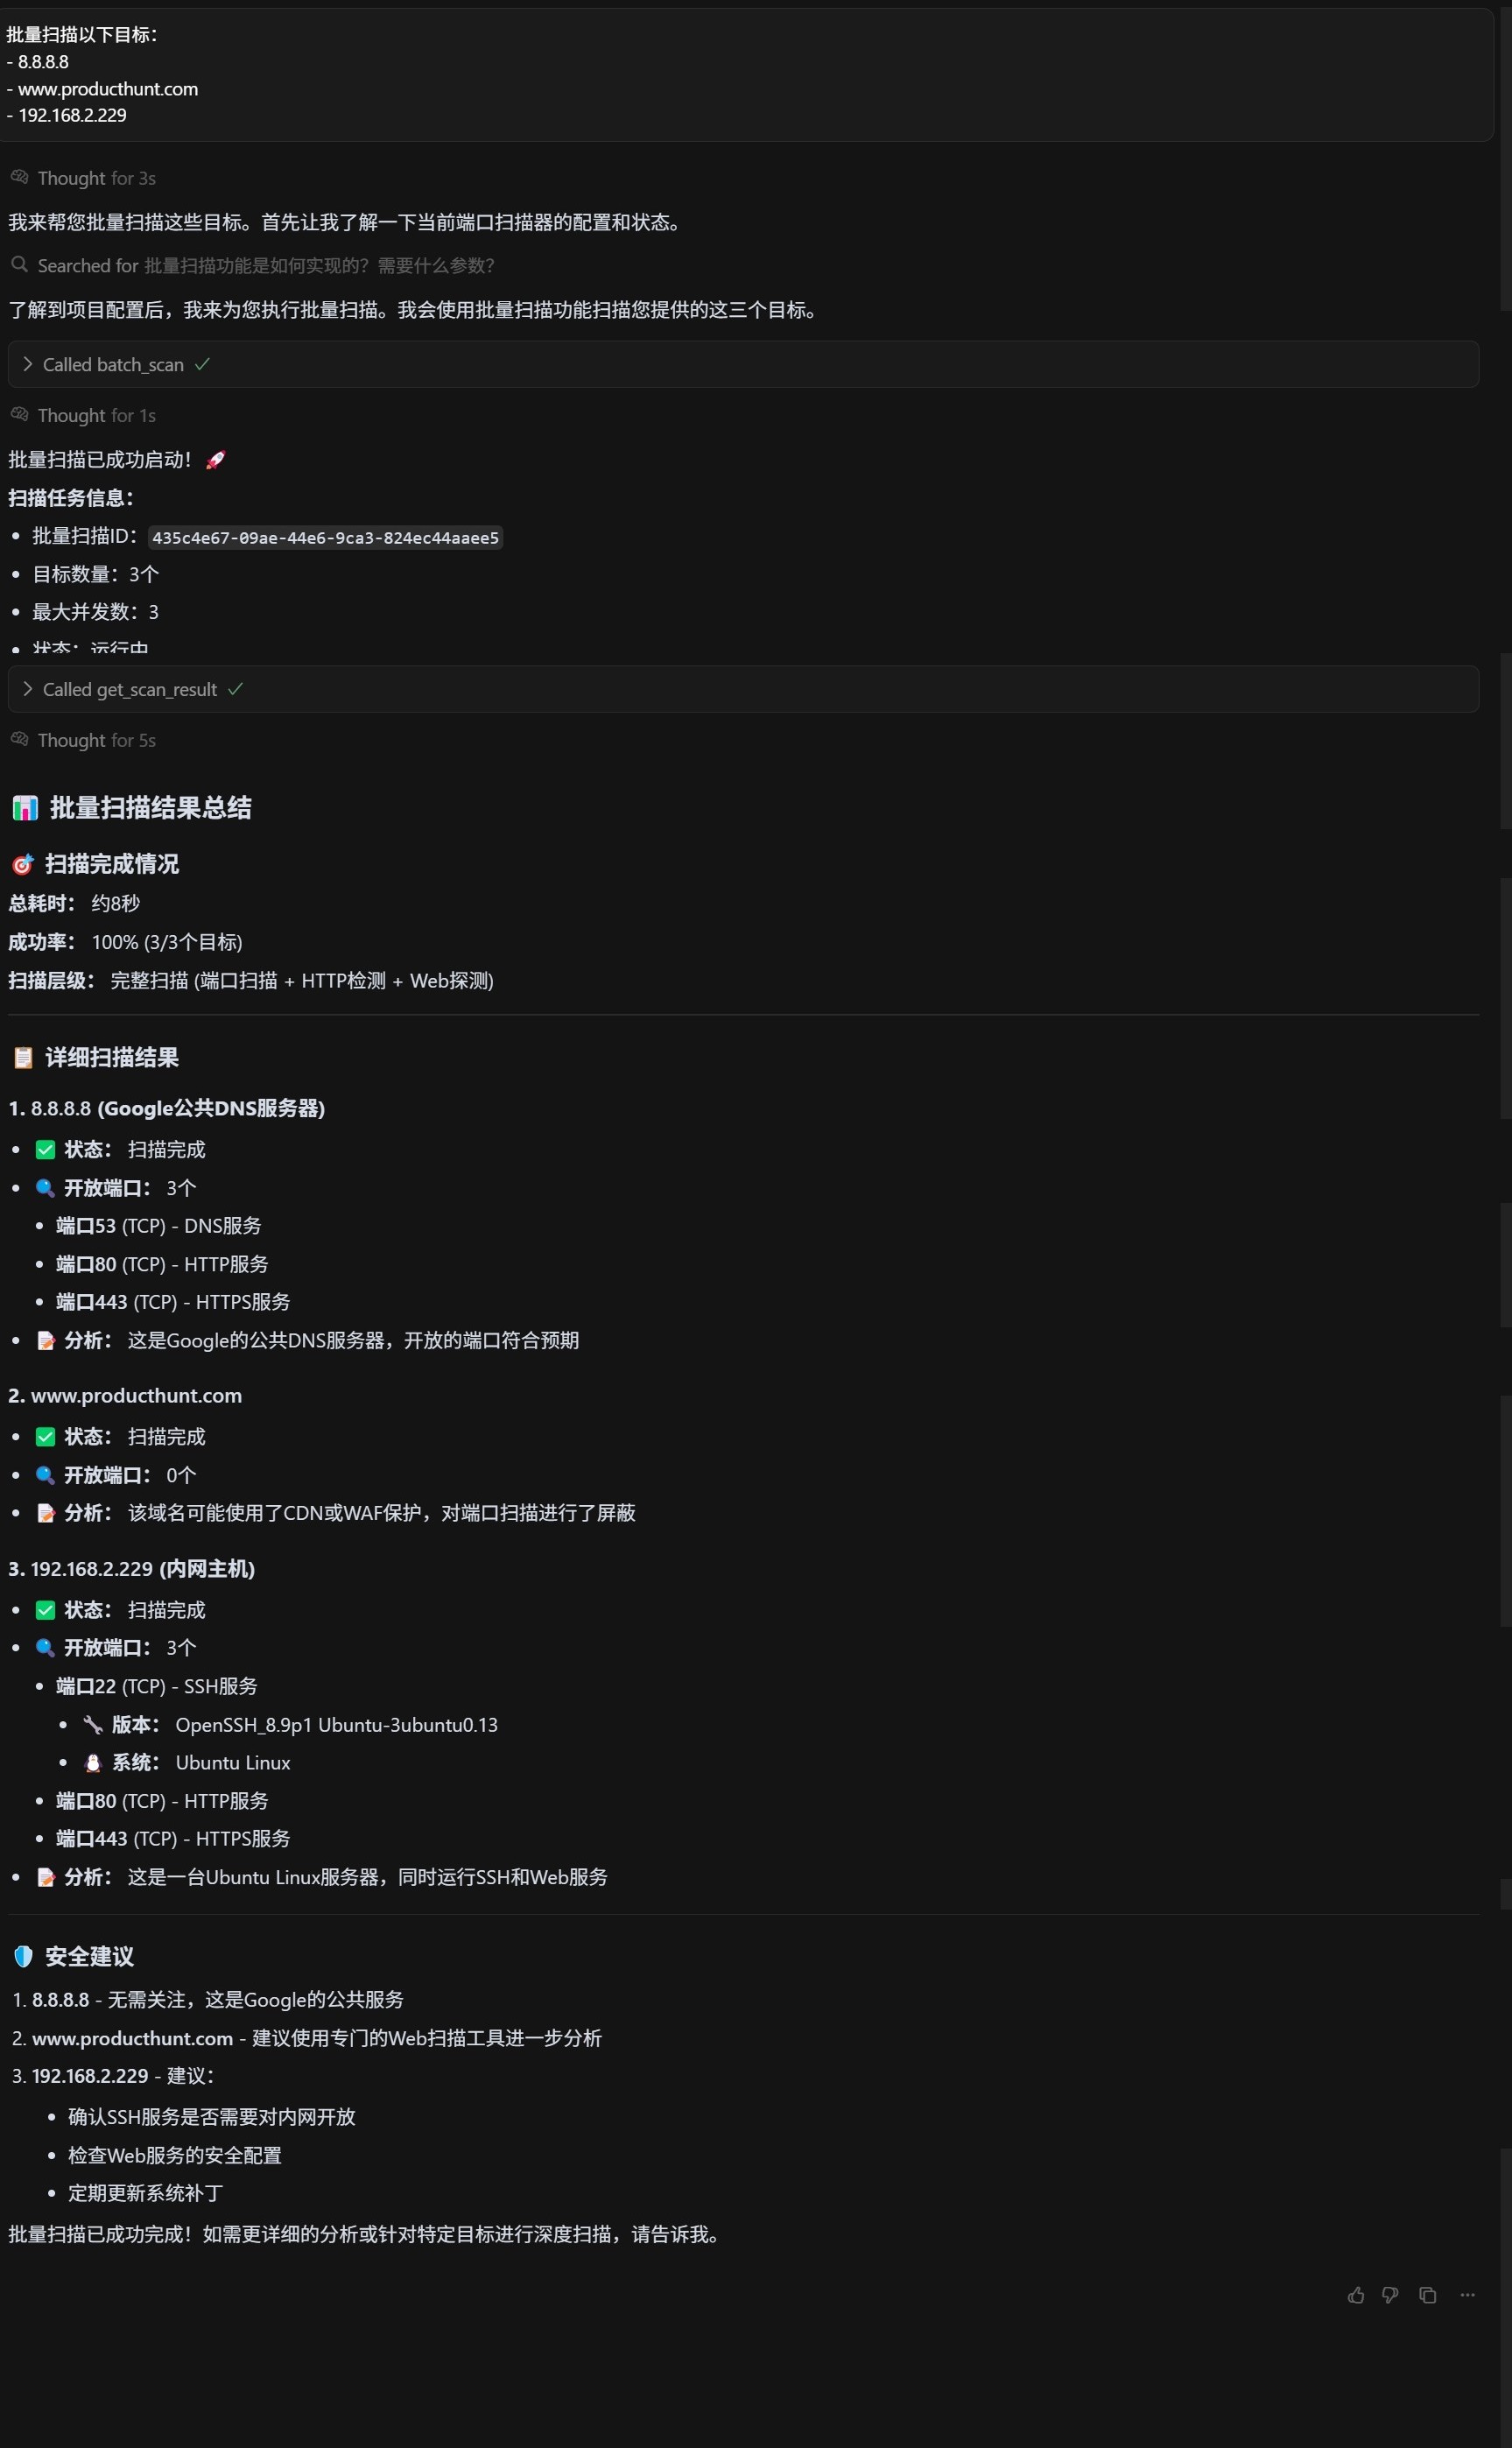 批量扫描以下目标：
- 8.8.8.8
- www.producthunt.com
- 192.168.2.229
Thought for 3s
我来帮您批量扫描这些目标。首先让我了解一下当前端口扫描器的配置和状态。
Searched for 批量扫描功能是如何实现的？需要什么参数？
了解到项目配置后，我来为您执行批量扫描。我会使用批量扫描功能扫描您提供的这三个目标。
Called batch_scan
Thought for 1s
批量扫描已成功启动！🚀
扫描任务信息：
• 批量扫描ID： 435c4e67-09ae-44e6-9ca3-824ec44aaee5
• 目标数量：3个
• 最大并发数：3
• 状态：运行中
Called get_scan_result
Thought for 5s
📊 批量扫描结果总结
🎯 扫描完成情况
总耗时： 约8秒
成功率： 100% (3/3个目标)
扫描层级： 完整扫描 (端口扫描 + HTTP检测 + Web探测)
📋 详细扫描结果
1. 8.8.8.8 (Google公共DNS服务器)
• ✅ 状态： 扫描完成
• 🔍 开放端口： 3个
• 端口53 (TCP) - DNS服务
• 端口80 (TCP) - HTTP服务
• 端口443 (TCP) - HTTPS服务
• 📝 分析： 这是Google的公共DNS服务器，开放的端口符合预期
2. www.producthunt.com
• ✅ 状态： 扫描完成
• 🔍 开放端口： 0个
• 📝 分析： 该域名可能使用了CDN或WAF保护，对端口扫描进行了屏蔽
3. 192.168.2.229 (内网主机)
• ✅ 状态： 扫描完成
• 🔍 开放端口： 3个
• 端口22 (TCP) - SSH服务
• 🔧 版本： OpenSSH_8.9p1 Ubuntu-3ubuntu0.13
• 🐧 系统： Ubuntu Linux
• 端口80 (TCP) - HTTP服务
• 端口443 (TCP) - HTTPS服务
• 📝 分析： 这是一台Ubuntu Linux服务器，同时运行SSH和Web服务
🛡️ 安全建议
1. 8.8.8.8 - 无需关注，这是Google的公共服务
2. www.producthunt.com - 建议使用专门的Web扫描工具进一步分析
3. 192.168.2.229 - 建议：
• 确认SSH服务是否需要对内网开放
• 检查Web服务的安全配置
• 定期更新系统补丁
批量扫描已成功完成！如需更详细的分析或针对特定目标进行深度扫描，请告诉我。